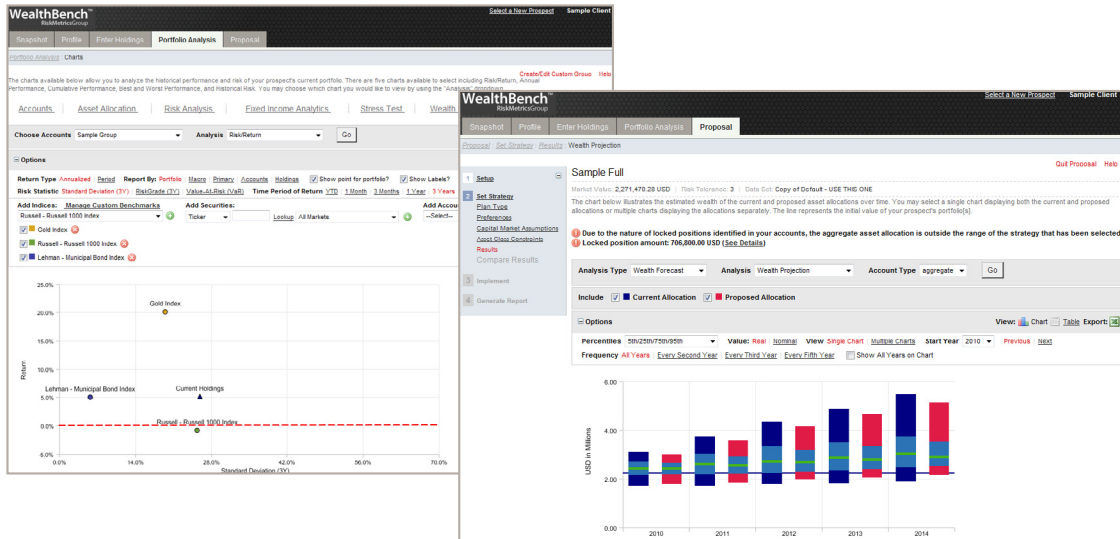 WealthBench™
RiskMetricsGroup
Select a New Prospect Sample Client
Snapshot Profile Enter Holdings Portfolio Analysis Proposal
Portfolio Analysis Charts
Create/Edit Custom Group Help
The charts available below allow you to analyze the historical performance and risk of your prospect's current portfolio. There are five charts available to select including Risk/Return, Annual
Performance, Cumulative Performance, Best and Worst Performance, and Historical Risk. You may choose which chart you would like to view by using the "Analysis" dropdown.
Accounts Asset Allocation Risk Analysis Fixed Income Analytics Stress Test Wealth
Choose Accounts Sample Group Analysis Risk/Return Go
Options
Return Type Annualized Period Report By: Portfolio Macro Primary Accounts Holdings Show point for portfolio? Show Labels?
Risk Statistic Standard Deviation (3Y) RiskGrade (3Y) Value-At-Risk (VaR) Time Period of Return YTD 1 Month 3 Months 1 Year 3 Years
Add Indices: Manage Custom Benchmarks Add Securities: Add Accou
Russell - Russell 1000 Index Ticker Lookup All Markets --Select--
Gold Index
Russell - Russell 1000 Index
Lehman - Municipal Bond Index
25.0%
20.0%
15.0%
10.0%
5.0%
0.0%
-5.0%
Return
Gold Index
Lehman - Municipal Bond Index
Current Holdings
Russell - Russell 1000 Index
0.0% 14.0% 28.0% 42.0% 56.0% 70.0%
Standard Deviation (3Y)
WealthBench™
RiskMetricsGroup
Select a New Prospect Sample Client
Snapshot Profile Enter Holdings Portfolio Analysis Proposal
Proposal Set Strategy Results Wealth Projection
Quit Proposal Help
1 Setup
2 Set Strategy
Plan Type
Preferences
Capital Market Assumptions
Asset Class Constraints
Results
Compare Results
3 Implement
4 Generate Report
Sample Full
Market Value: 2,271,470.28 USD | Risk Tolerance: 3 | Data Set: Copy of Default - USE THIS ONE
The chart below illustrates the estimated wealth of the current and proposed asset allocations over time. You may select a single chart displaying both the current and proposed
allocations or multiple charts displaying the allocations separately. The line represents the initial value of your prospect's portfolio[s].
Due to the nature of locked positions identified in your accounts, the aggregate asset allocation is outside the range of the strategy that has been selected
Locked position amount: 706,800.00 USD (See Details)
Analysis Type Wealth Forecast Analysis Wealth Projection Account Type aggregate Go
Include Current Allocation Proposed Allocation
Options View: Chart Table Export:
Percentiles 5th/25th/75th/95th Value: Real Nominal View Single Chart Multiple Charts Start Year 2010 Previous Next
Frequency All Years Every Second Year Every Third Year Every Fifth Year Show All Years on Chart
6.00
4.00
2.00
0.00
USD in Millions
2010 2011 2012 2013 2014